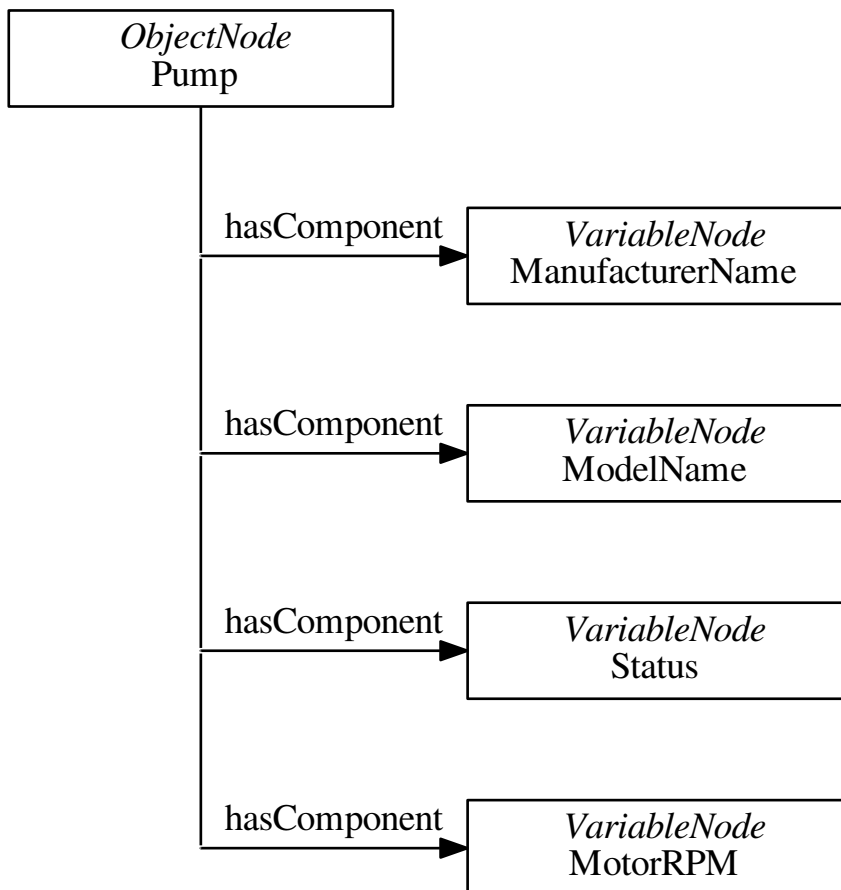 ObjectNode
Pump
hasComponent
VariableNode
ManufacturerName
hasComponent
VariableNode
ModelName
hasComponent
VariableNode
Status
hasComponent
VariableNode
MotorRPM